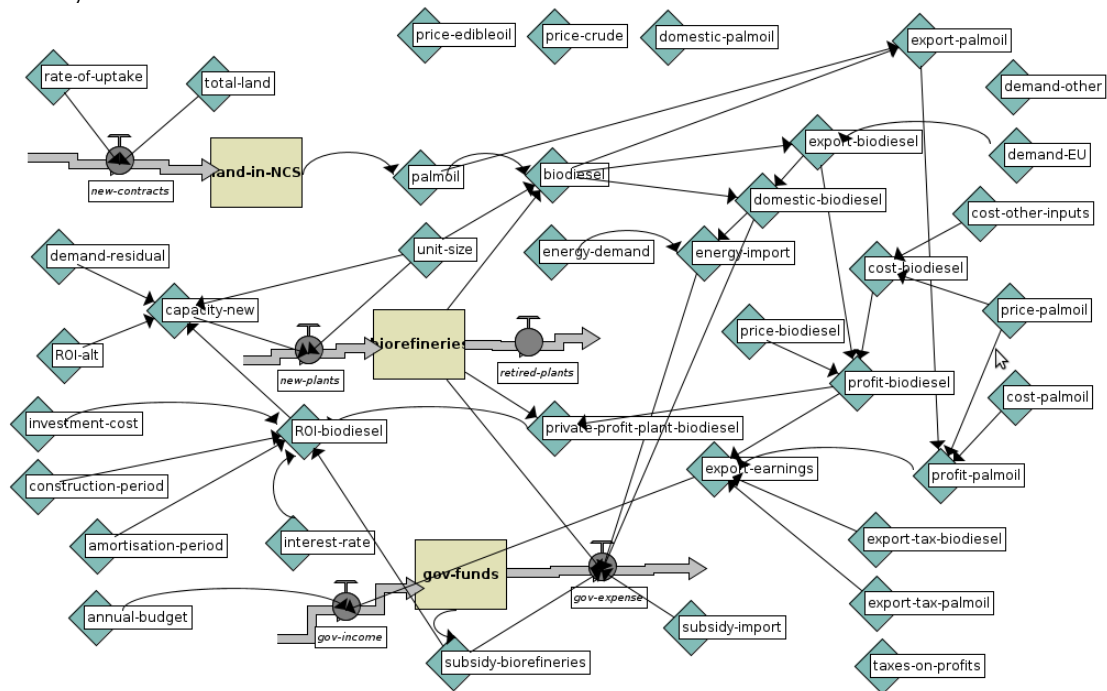 price-edibleoil
price-crude
domestic-palmoil
export-palmoil
rate-of-uptake
total-land
demand-other
export-biodiesel
demand-EU
land-in-NCS
palmoil
biodiesel
new-contracts
domestic-biodiesel
cost-other-inputs
demand-residual
unit-size
energy-demand
energy-import
cost-biodiesel
capacity-new
price-palmoil
price-biodiesel
ROI-alt
biorefineries
new-plants
retired-plants
profit-biodiesel
cost-palmoil
investment-cost
ROI-biodiesel
private-profit-plant-biodiesel
export-earnings
profit-palmoil
construction-period
amortisation-period
interest-rate
export-tax-biodiesel
gov-funds
gov-expense
annual-budget
gov-income
export-tax-palmoil
subsidy-import
subsidy-biorefineries
taxes-on-profits